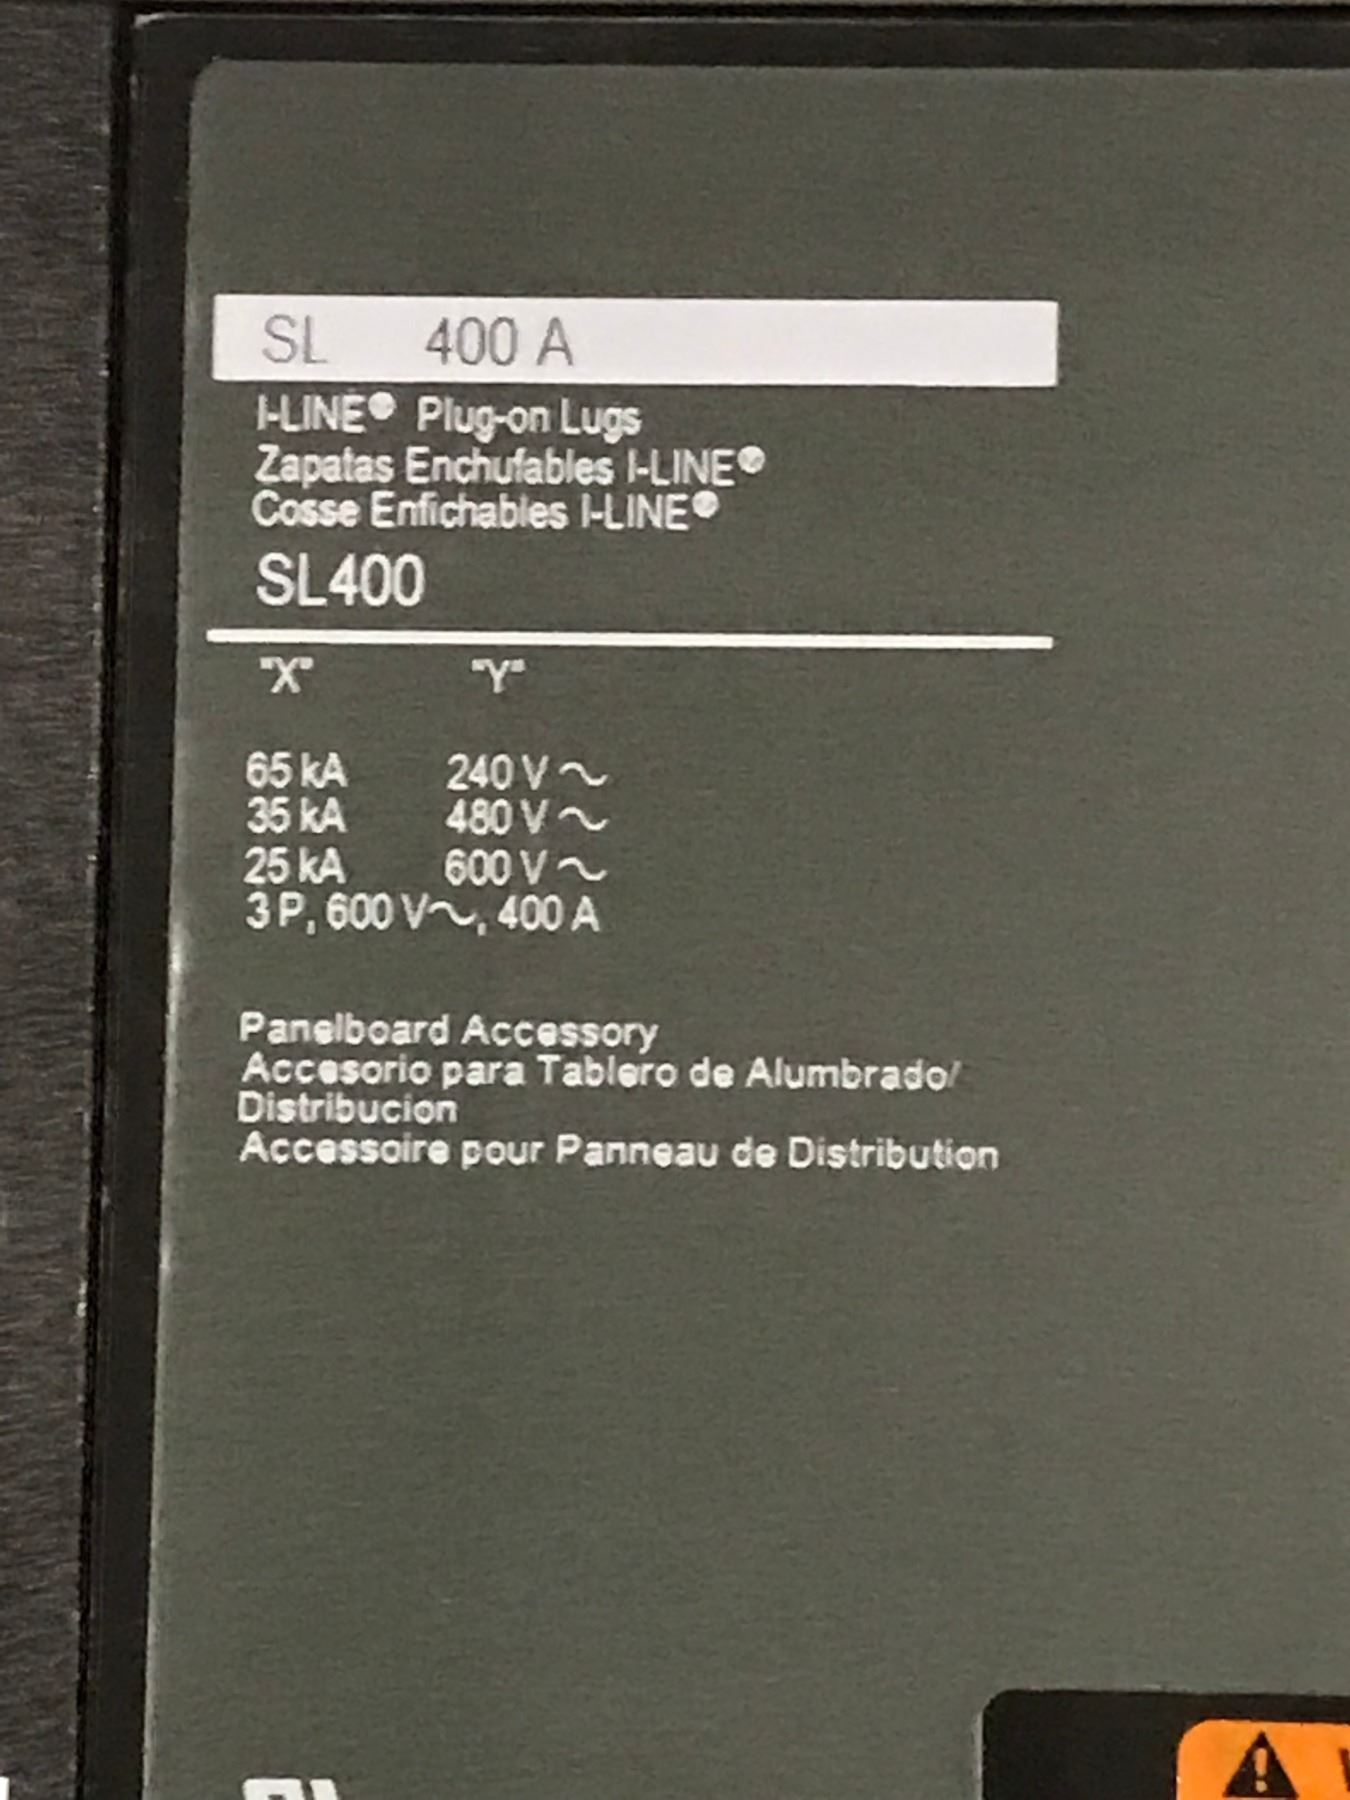 SL 400 A
I-LINE® Plug-on Lugs
Zapatas Enchufables I-LINE®
Cosse Enfichables I-LINE®
SL400
"X" "Y"
65 kA 240 V ~
35 kA 480 V ~
25 kA 600 V ~
3 P, 600 V~, 400 A
Panelboard Accessory
Accesorio para Tablero de Alumbrado/
Distribucion
Accessoire pour Panneau de Distribution